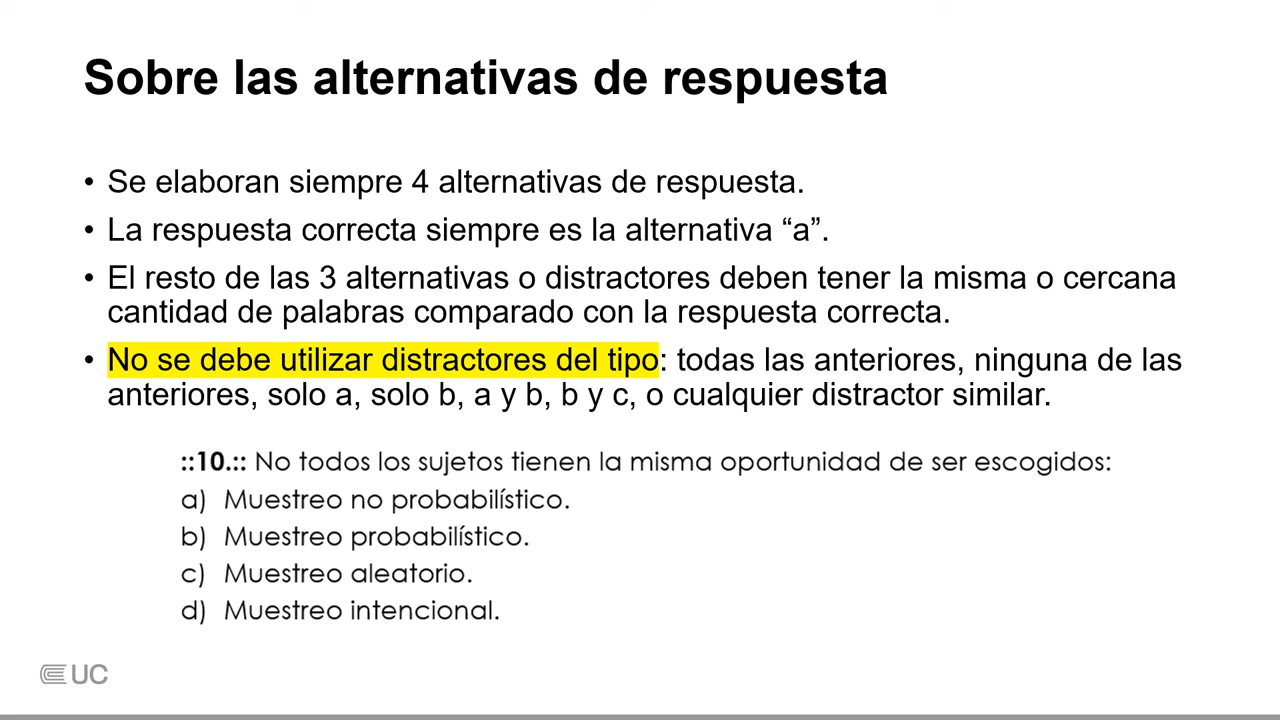 Sobre las alternativas de respuesta
• Se elaboran siempre 4 alternativas de respuesta.
• La respuesta correcta siempre es la alternativa “a”.
• El resto de las 3 alternativas o distractores deben tener la misma o cercana
cantidad de palabras comparado con la respuesta correcta.
• No se debe utilizar distractores del tipo: todas las anteriores, ninguna de las
anteriores, solo a, solo b, a y b, b y c, o cualquier distractor similar.
::10.:: No todos los sujetos tienen la misma oportunidad de ser escogidos:
a) Muestreo no probabilístico.
b) Muestreo probabilístico.
c) Muestreo aleatorio.
d) Muestreo intencional.
UC